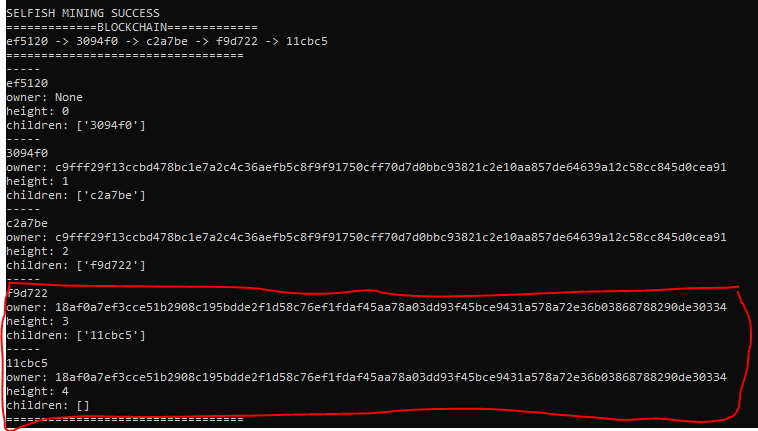 SELFISH MINING SUCCESS
=============BLOCKCHAIN=============
ef5120 -> 3094f0 -> c2a7be -> f9d722 -> 11cbc5
==================================
-----
ef5120
owner: None
height: 0
children: ['3094f0']
-----
3094f0
owner: c9fff29f13ccbd478bc1e7a2c4c36aefb5c8f9f91750cff70d7d0bbc93821c2e10aa857de64639a12c58cc845d0cea91
height: 1
children: ['c2a7be']
-----
c2a7be
owner: c9fff29f13ccbd478bc1e7a2c4c36aefb5c8f9f91750cff70d7d0bbc93821c2e10aa857de64639a12c58cc845d0cea91
height: 2
children: ['f9d722']
-----
f9d722
owner: 18af0a7ef3cce51b2908c195bdde2f1d58c76ef1fdaf45aa78a03dd93f45bce9431a578a72e36b03868788290de30334
height: 3
children: ['11cbc5']
-----
11cbc5
owner: 18af0a7ef3cce51b2908c195bdde2f1d58c76ef1fdaf45aa78a03dd93f45bce9431a578a72e36b03868788290de30334
height: 4
children: []
==================================